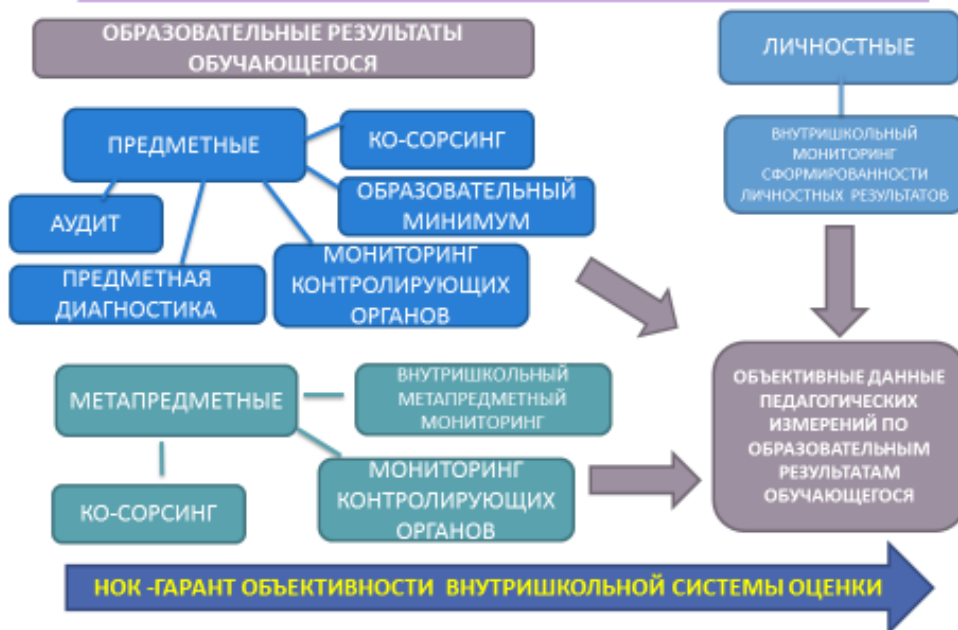 ОБРАЗОВАТЕЛЬНЫЕ РЕЗУЛЬТАТЫ
ОБУЧАЮЩЕГОСЯ
ЛИЧНОСТНЫЕ
ВНУТРИШКОЛЬНЫЙ
МОНИТОРИНГ
СФОРМИРОВАННОСТИ
ЛИЧНОСТНЫХ РЕЗУЛЬТАТОВ
ПРЕДМЕТНЫЕ
КО-СОРСИНГ
ОБРАЗОВАТЕЛЬНЫЙ
МИНИМУМ
АУДИТ
ПРЕДМЕТНАЯ
ДИАГНОСТИКА
МОНИТОРИНГ
КОНТРОЛИРУЮЩИХ
ОРГАНОВ
МЕТАПРЕДМЕТНЫЕ
ВНУТРИШКОЛЬНЫЙ
МЕТАПРЕДМЕТНЫЙ
МОНИТОРИНГ
КО-СОРСИНГ
МОНИТОРИНГ
КОНТРОЛИРУЮЩИХ
ОРГАНОВ
ОБЪЕКТИВНЫЕ ДАННЫЕ
ПЕДАГОГИЧЕСКИХ
ИЗМЕРЕНИЙ ПО
ОБРАЗОВАТЕЛЬНЫМ
РЕЗУЛЬТАТАМ
ОБУЧАЮЩЕГОСЯ
НОК -ГАРАНТ ОБЪЕКТИВНОСТИ ВНУТРИШКОЛЬНОЙ СИСТЕМЫ ОЦЕНКИ